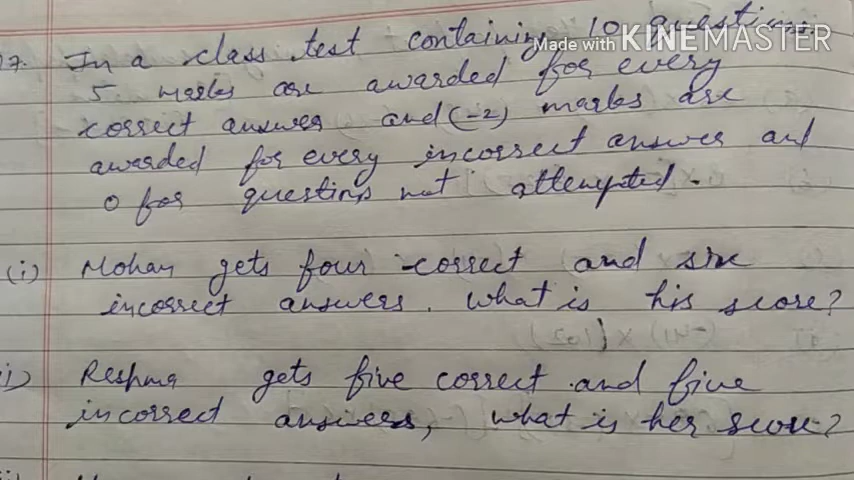 7. In a class test containing 10 questions
Made with KINEMASTER
5 marks are awarded for every
correct answer and (-2) marks are
awarded for every incorrect answer and
0 for questions not attempted.
(i) Mohan gets four correct and six
incorrect answers. What is his score?
i) Reshma gets five correct and five
incorrect answers, what is her score?